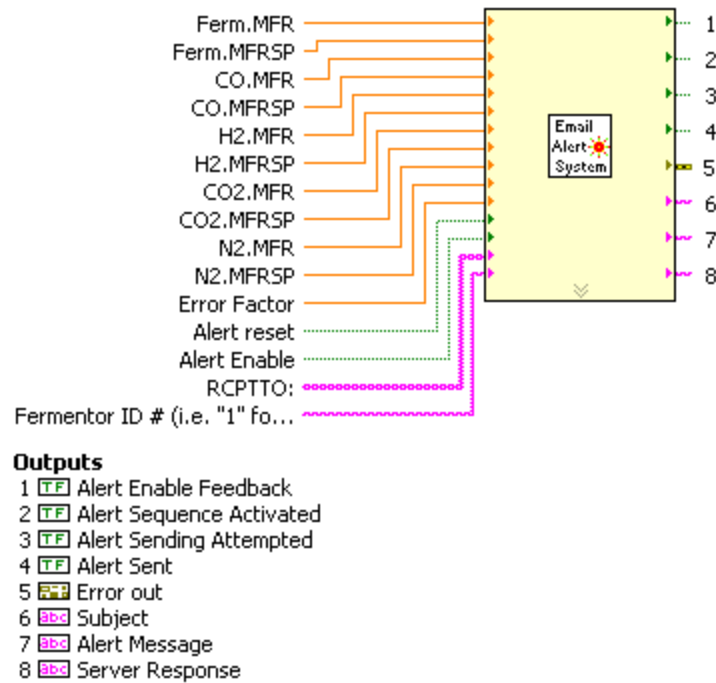 Ferm.MFR
Ferm.MFRSP
CO.MFR
CO.MFRSP
H2.MFR
H2.MFRSP
CO2.MFR
CO2.MFRSP
N2.MFR
N2.MFRSP
Error Factor
Alert reset
Alert Enable
RCPTTO:
Fermentor ID # (i.e. "1" fo...
Email
Alert
System
1
2
3
4
5
6
7
8
Outputs
1 TF Alert Enable Feedback
2 TF Alert Sequence Activated
3 TF Alert Sending Attempted
4 TF Alert Sent
5 Error out
6 abc Subject
7 abc Alert Message
8 abc Server Response